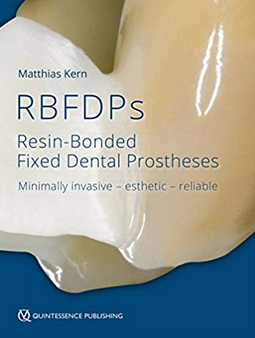 Matthias Kern
RBFDPs
Resin-Bonded
Fixed Dental Prostheses
Minimally invasive – esthetic – reliable
QUINTESSENCE PUBLISHING